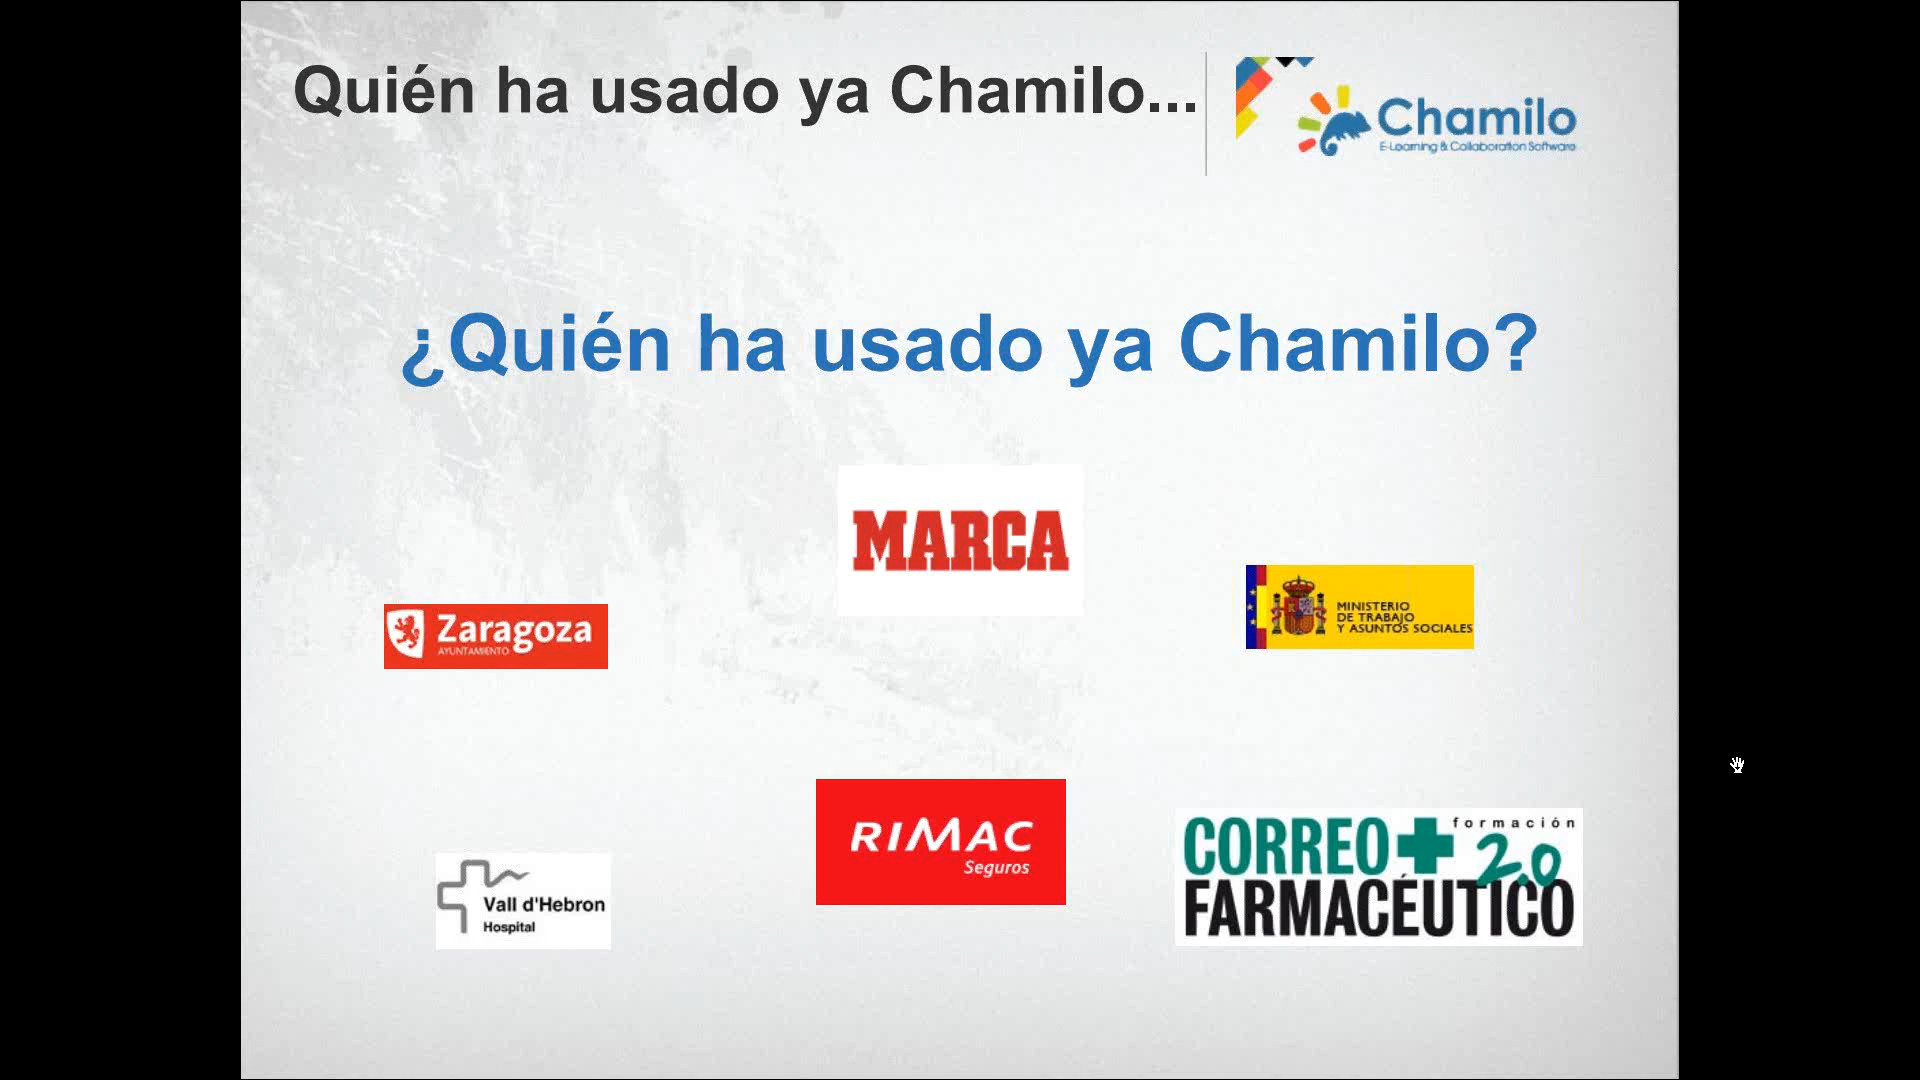 Quién ha usado ya Chamilo...
Chamilo
E-Learning & Collaboration Software
¿Quién ha usado ya Chamilo?
MARCA
Zaragoza
AYUNTAMIENTO
MINISTERIO
DE TRABAJO
Y ASUNTOS SOCIALES
Vall d'Hebron
Hospital
RIMAC
Seguros
formación
CORREO 2.0
FARMACÉUTICO